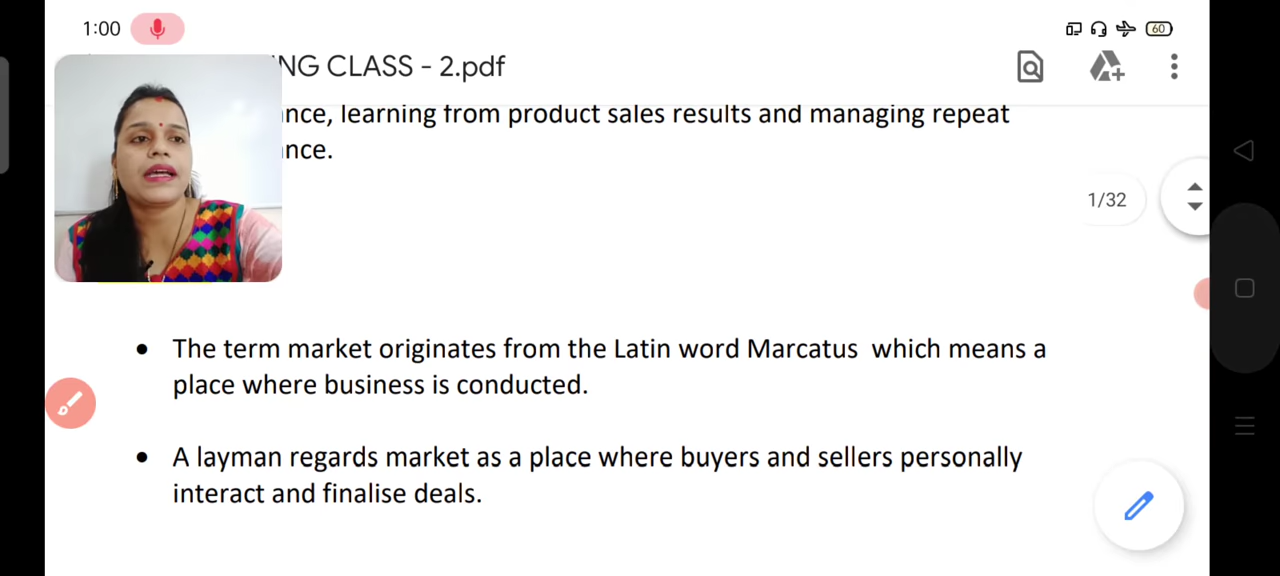 1:00
60
NG CLASS - 2.pdf
nce, learning from product sales results and managing repeat
nce.
1/32
• The term market originates from the Latin word Marcatus which means a
place where business is conducted.
• A layman regards market as a place where buyers and sellers personally
interact and finalise deals.